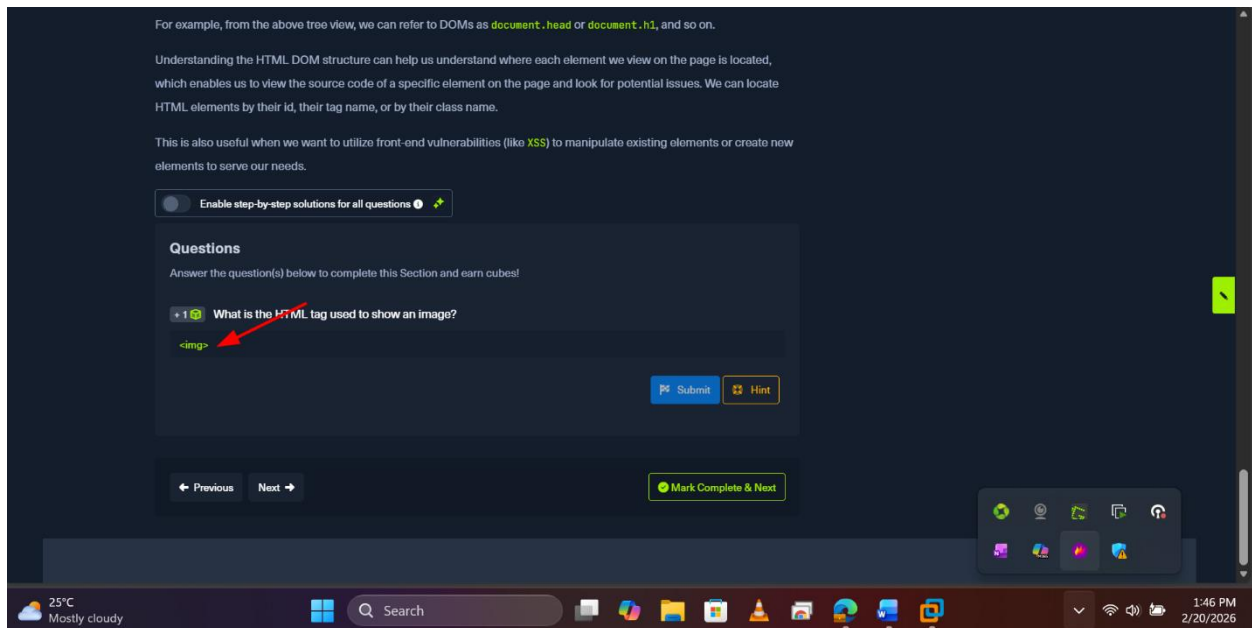 For example, from the above tree view, we can refer to DOMs as document.head or document.h1, and so on.
Understanding the HTML DOM structure can help us understand where each element we view on the page is located,
which enables us to view the source code of a specific element on the page and look for potential issues. We can locate
HTML elements by their id, their tag name, or by their class name.
This is also useful when we want to utilize front-end vulnerabilities (like XSS) to manipulate existing elements or create new
elements to serve our needs.
Enable step-by-step solutions for all questions
Questions
Answer the question(s) below to complete this Section and earn cubes!
+ 1 What is the HTML tag used to show an image?
<img>
Submit Hint
Previous Next Mark Complete & Next
25°C
Mostly cloudy
Search
1:46 PM
2/20/2026